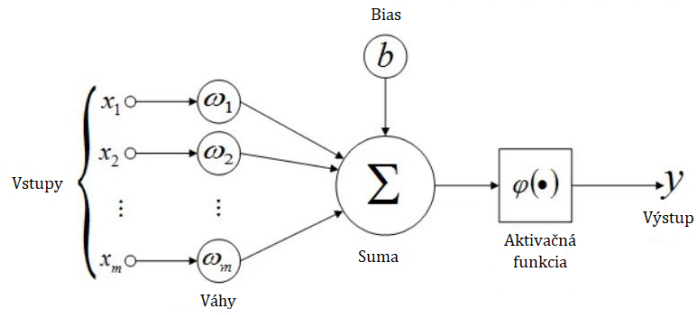 Bias
b
x₁ ω₁
x₂ ω₂
Vstupy
Σ
φ(•)
y
⋮ ⋮
Výstup
Aktivačná
funkcia
xₘ ωₘ
Suma
Váhy